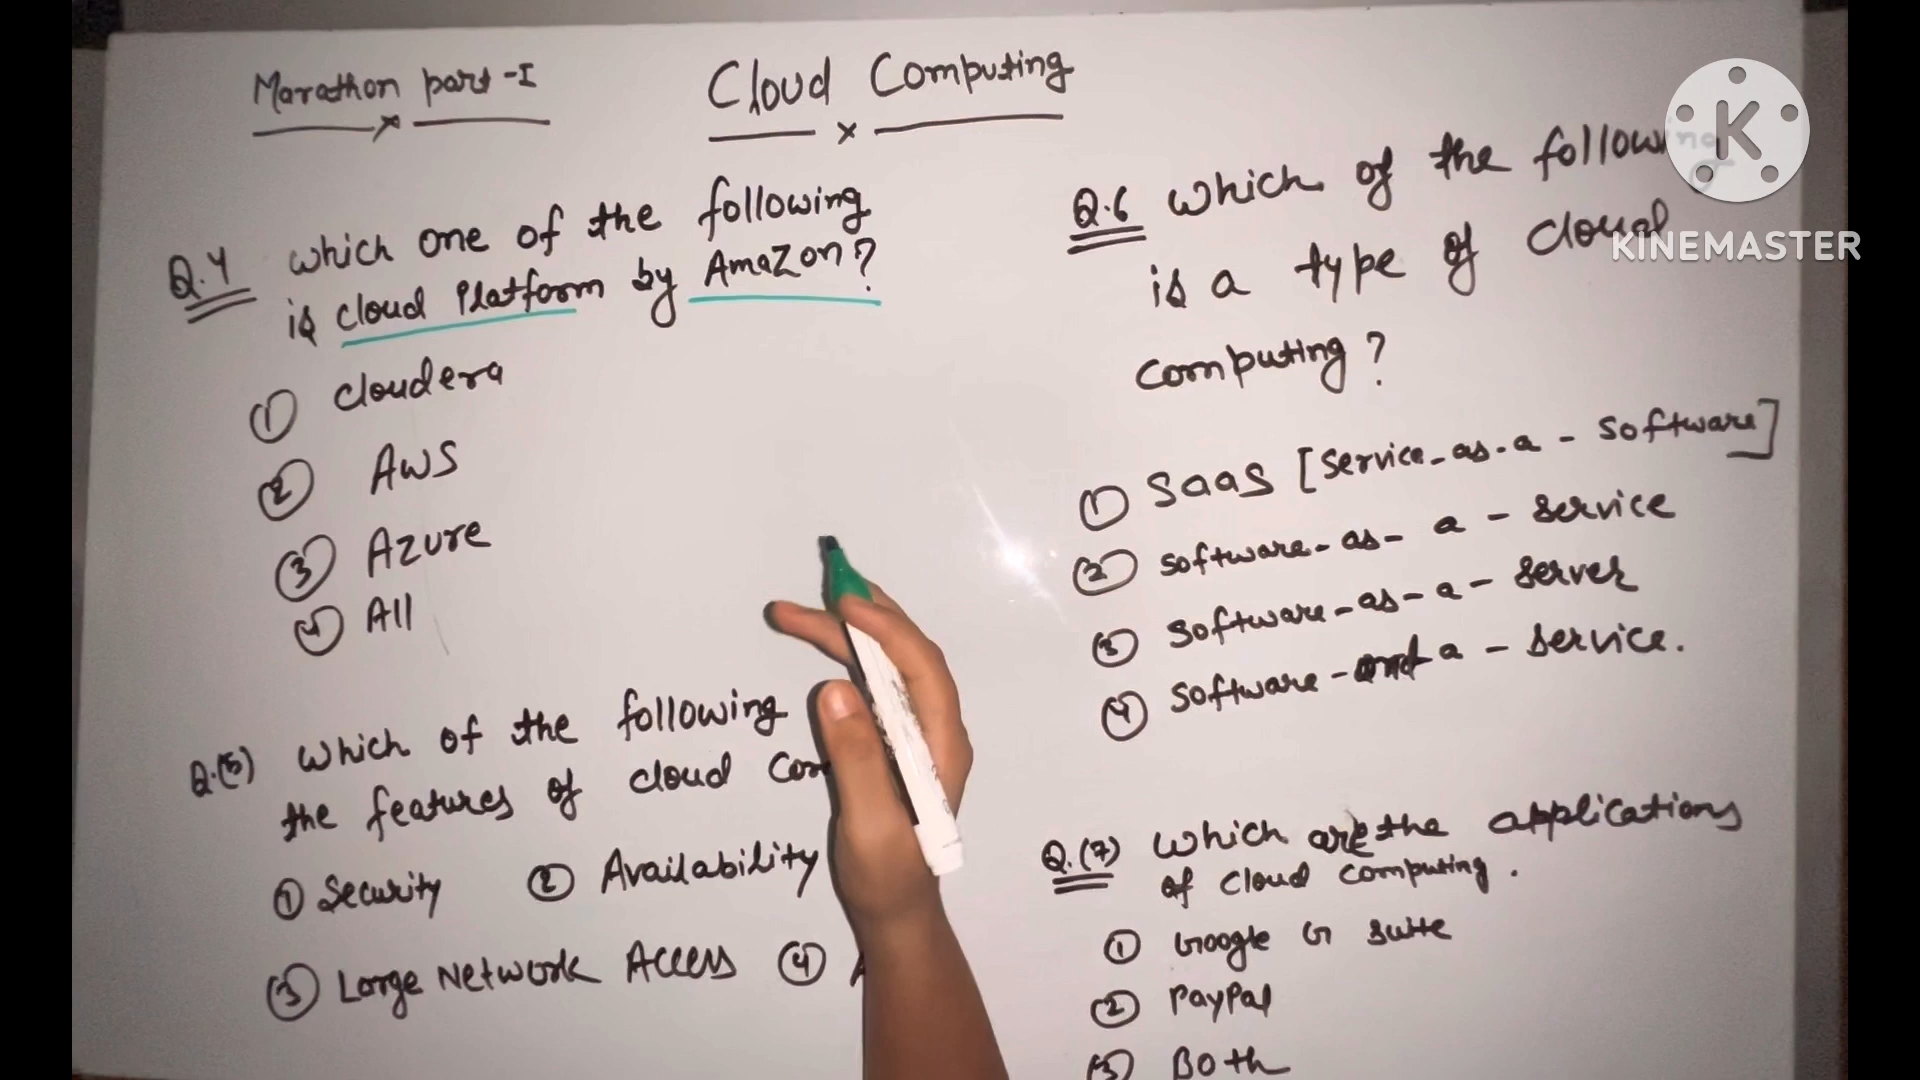 Marathon part-I
Cloud Computing
Q.4 Which one of the following
is cloud Platform by Amazon?
① Cloudera
② AWS
③ Azure
④ All
Q.(5) Which of the following
the features of cloud
① Security ② Availability
③ Large Network Access ④
Q.6 Which of the following
is a type of cloud
Computing?
① SaaS [Service-as-a-Software]
② Software-as-a-Service
③ Software-as-a-Server
④ Software-and a-Service.
Q.(7) Which are the applications
of cloud computing.
① Google G Suite
② PayPal
③ Both
K
KINEMASTER